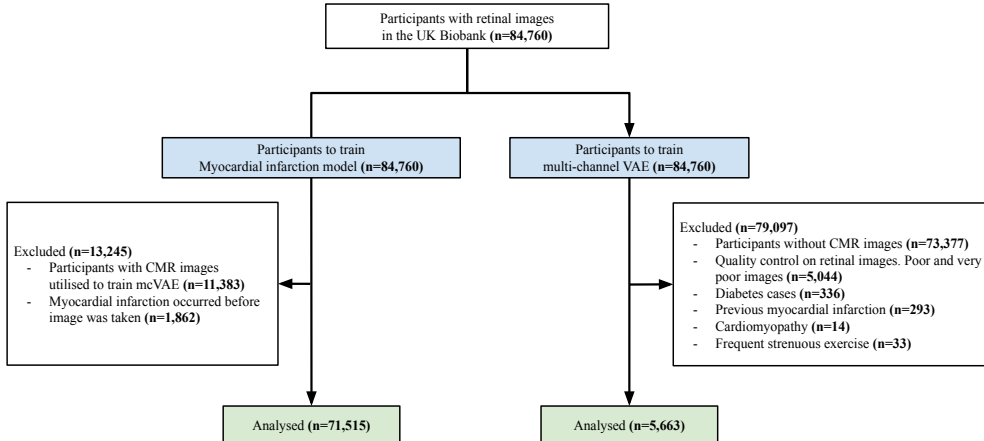 Participants with retinal images
in the UK Biobank (n=84,760)
Participants to train
Myocardial infarction model (n=84,760)
Participants to train
multi-channel VAE (n=84,760)
Excluded (n=13,245)
- Participants with CMR images
utilised to train mcVAE (n=11,383)
- Myocardial infarction occurred before
image was taken (n=1,862)
Excluded (n=79,097)
- Participants without CMR images (n=73,377)
- Quality control on retinal images. Poor and very
poor images (n=5,044)
- Diabetes cases (n=336)
- Previous myocardial infarction (n=293)
- Cardiomyopathy (n=14)
- Frequent strenuous exercise (n=33)
Analysed (n=71,515)
Analysed (n=5,663)